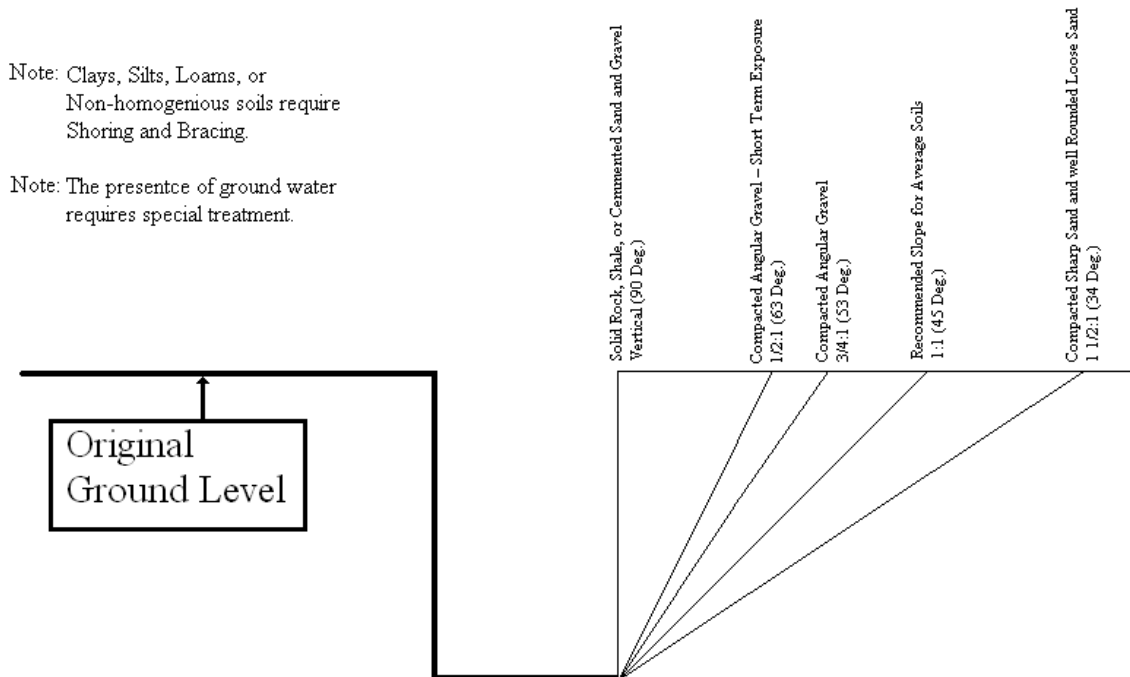 Note: Clays, Silts, Loams, or
Non-homogenious soils require
Shoring and Bracing.
Note: The presentce of ground water
requires special treatment.
Solid Rock, Shale, or Cemmented Sand and Gravel
Vertical (90 Deg.)
Compacted Angular Gravel – Short Term Exposure
1/2:1 (63 Deg.)
Compacted Angular Gravel
3/4:1 (53 Deg.)
Recommended Slope for Average Soils
1:1 (45 Deg.)
Compacted Sharp Sand and well Rounded Loose Sand
1 1/2:1 (34 Deg.)
Original
Ground Level